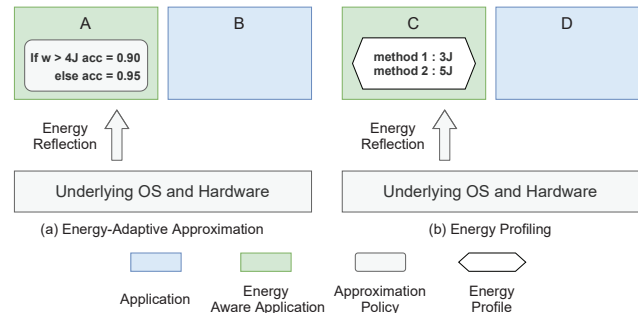 A
B
If w > 4J acc = 0.90
else acc = 0.95
Energy
Reflection
Underlying OS and Hardware
(a) Energy-Adaptive Approximation
C
D
method 1 : 3J
method 2 : 5J
Energy
Reflection
Underlying OS and Hardware
(b) Energy Profiling
Application
Energy
Aware Application
Approximation
Policy
Energy
Profile